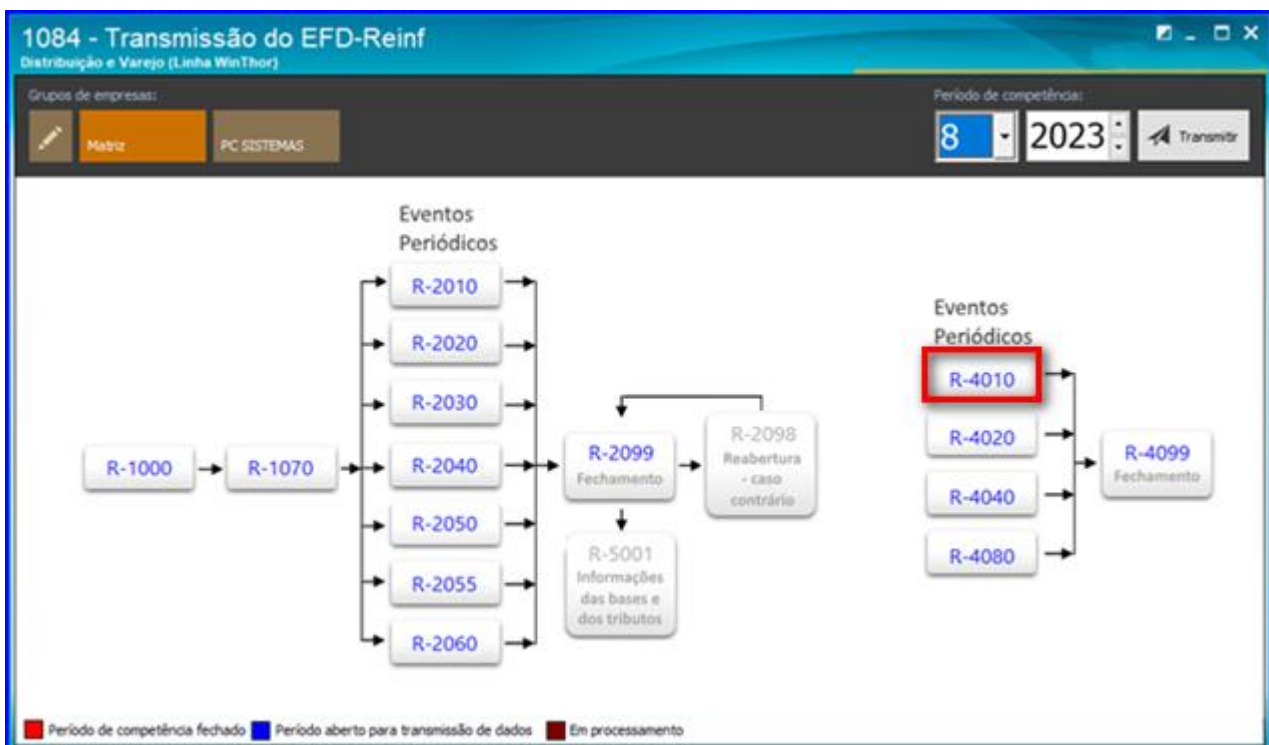 1084 - Transmissão do EFD-Reinf
Distribuição e Varejo (Linha WinThor)
Grupos de empresas:
Matriz
PC SISTEMAS
Período de competência:
8
2023
Transmitir
Eventos
Periódicos
R-2010
R-2020
R-2030
R-2040
R-2050
R-2055
R-2060
R-1000
R-1070
R-2099
Fechamento
R-2098
Reabertura
- caso
contrário
R-5001
Informações
das bases e
dos tributos
Eventos
Periódicos
R-4010
R-4020
R-4040
R-4080
R-4099
Fechamento
Período de competência fechado
Período aberto para transmissão de dados
Em processamento